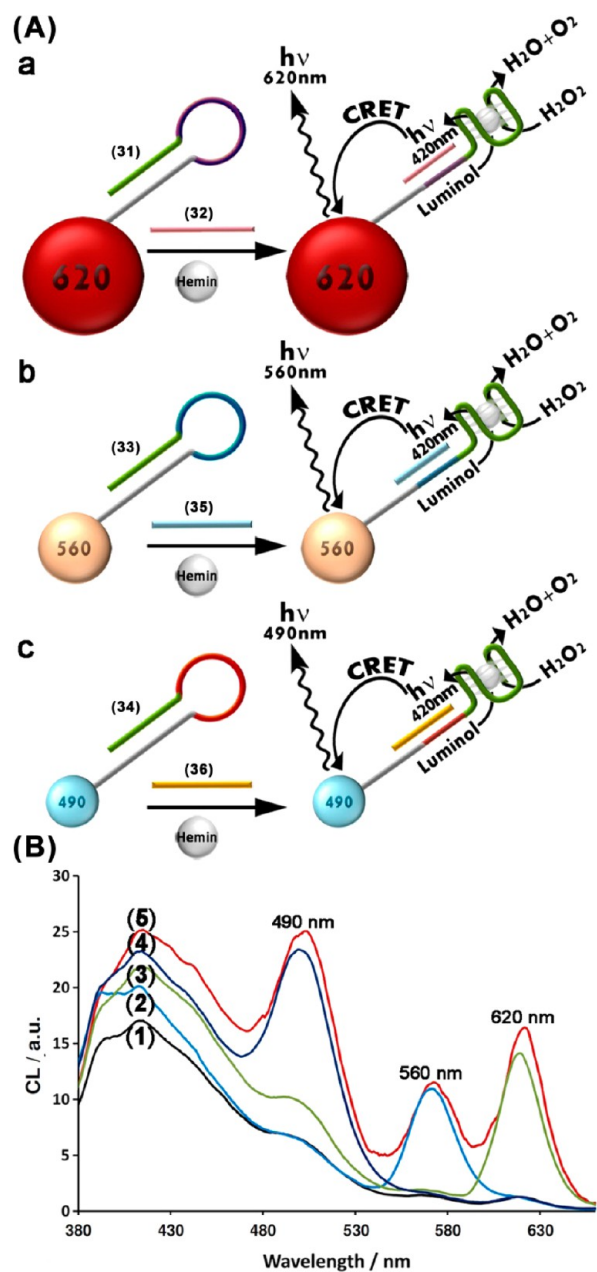 (A)
a
(31)
620
(32)
Hemin
hν
620nm
CRET
hν
420nm
Luminol
H2O+O2
H2O2
620
b
(33)
560
(35)
Hemin
hν
560nm
CRET
hν
420nm
Luminol
H2O+O2
H2O2
560
c
(34)
490
(36)
Hemin
hν
490nm
CRET
hν
420nm
Luminol
H2O+O2
H2O2
490
(B)
CL / a.u.
30
25
20
15
10
5
0
(5)
(4)
(3)
(2)
(1)
490 nm
560 nm
620 nm
380
430
480
530
580
630
Wavelength / nm